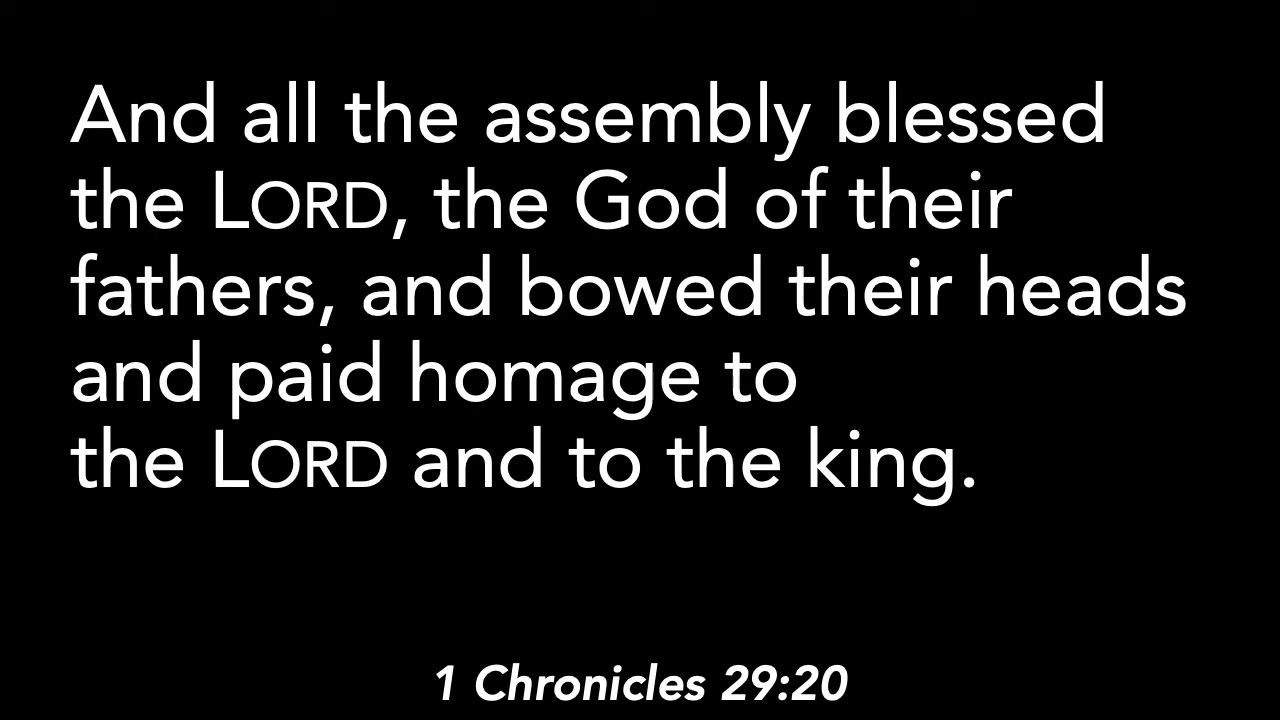 And all the assembly blessed
the LORD, the God of their
fathers, and bowed their heads
and paid homage to
the LORD and to the king.
1 Chronicles 29:20